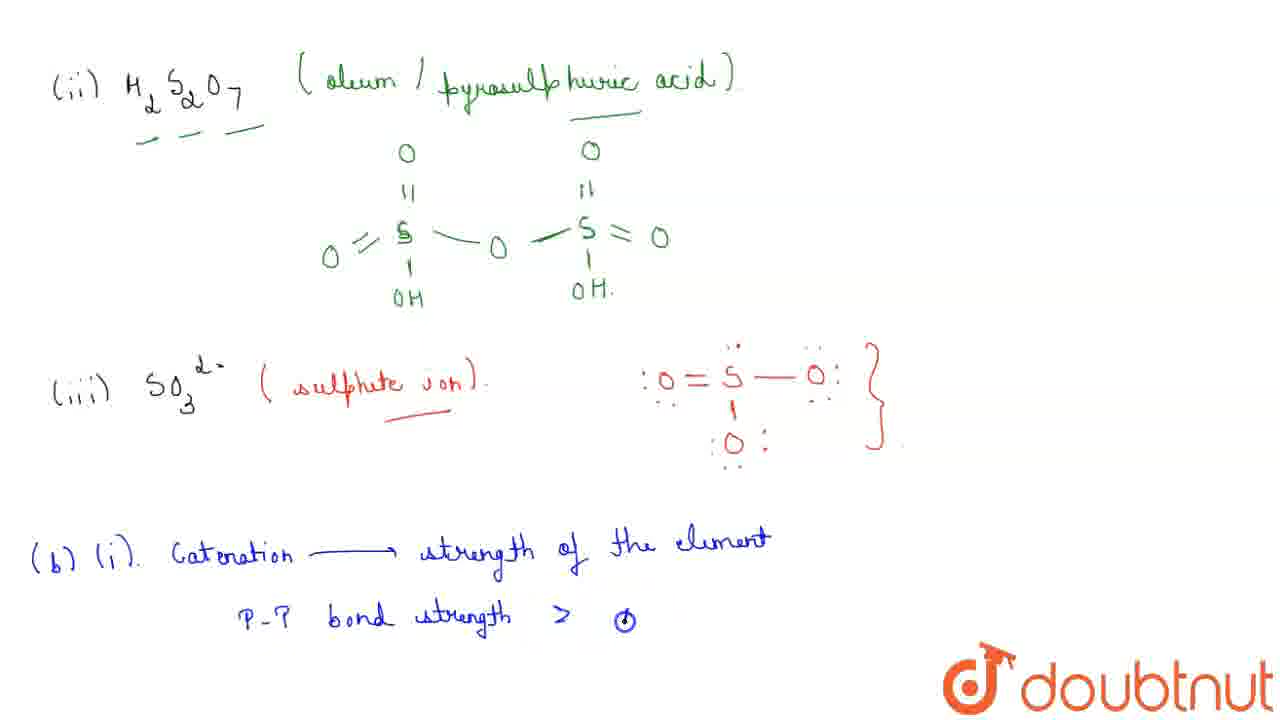 (ii) H2S2O7 (oleum / pyrosulphuric acid)
O O
|| ||
O = S — O — S = O
| |
OH OH.
(iii) SO3 2- (sulphite ion).
:O = S — O: }
|
:O:
(b) (i). Catenation ⟶ strength of the element
P-P bond strength >
doubtnut